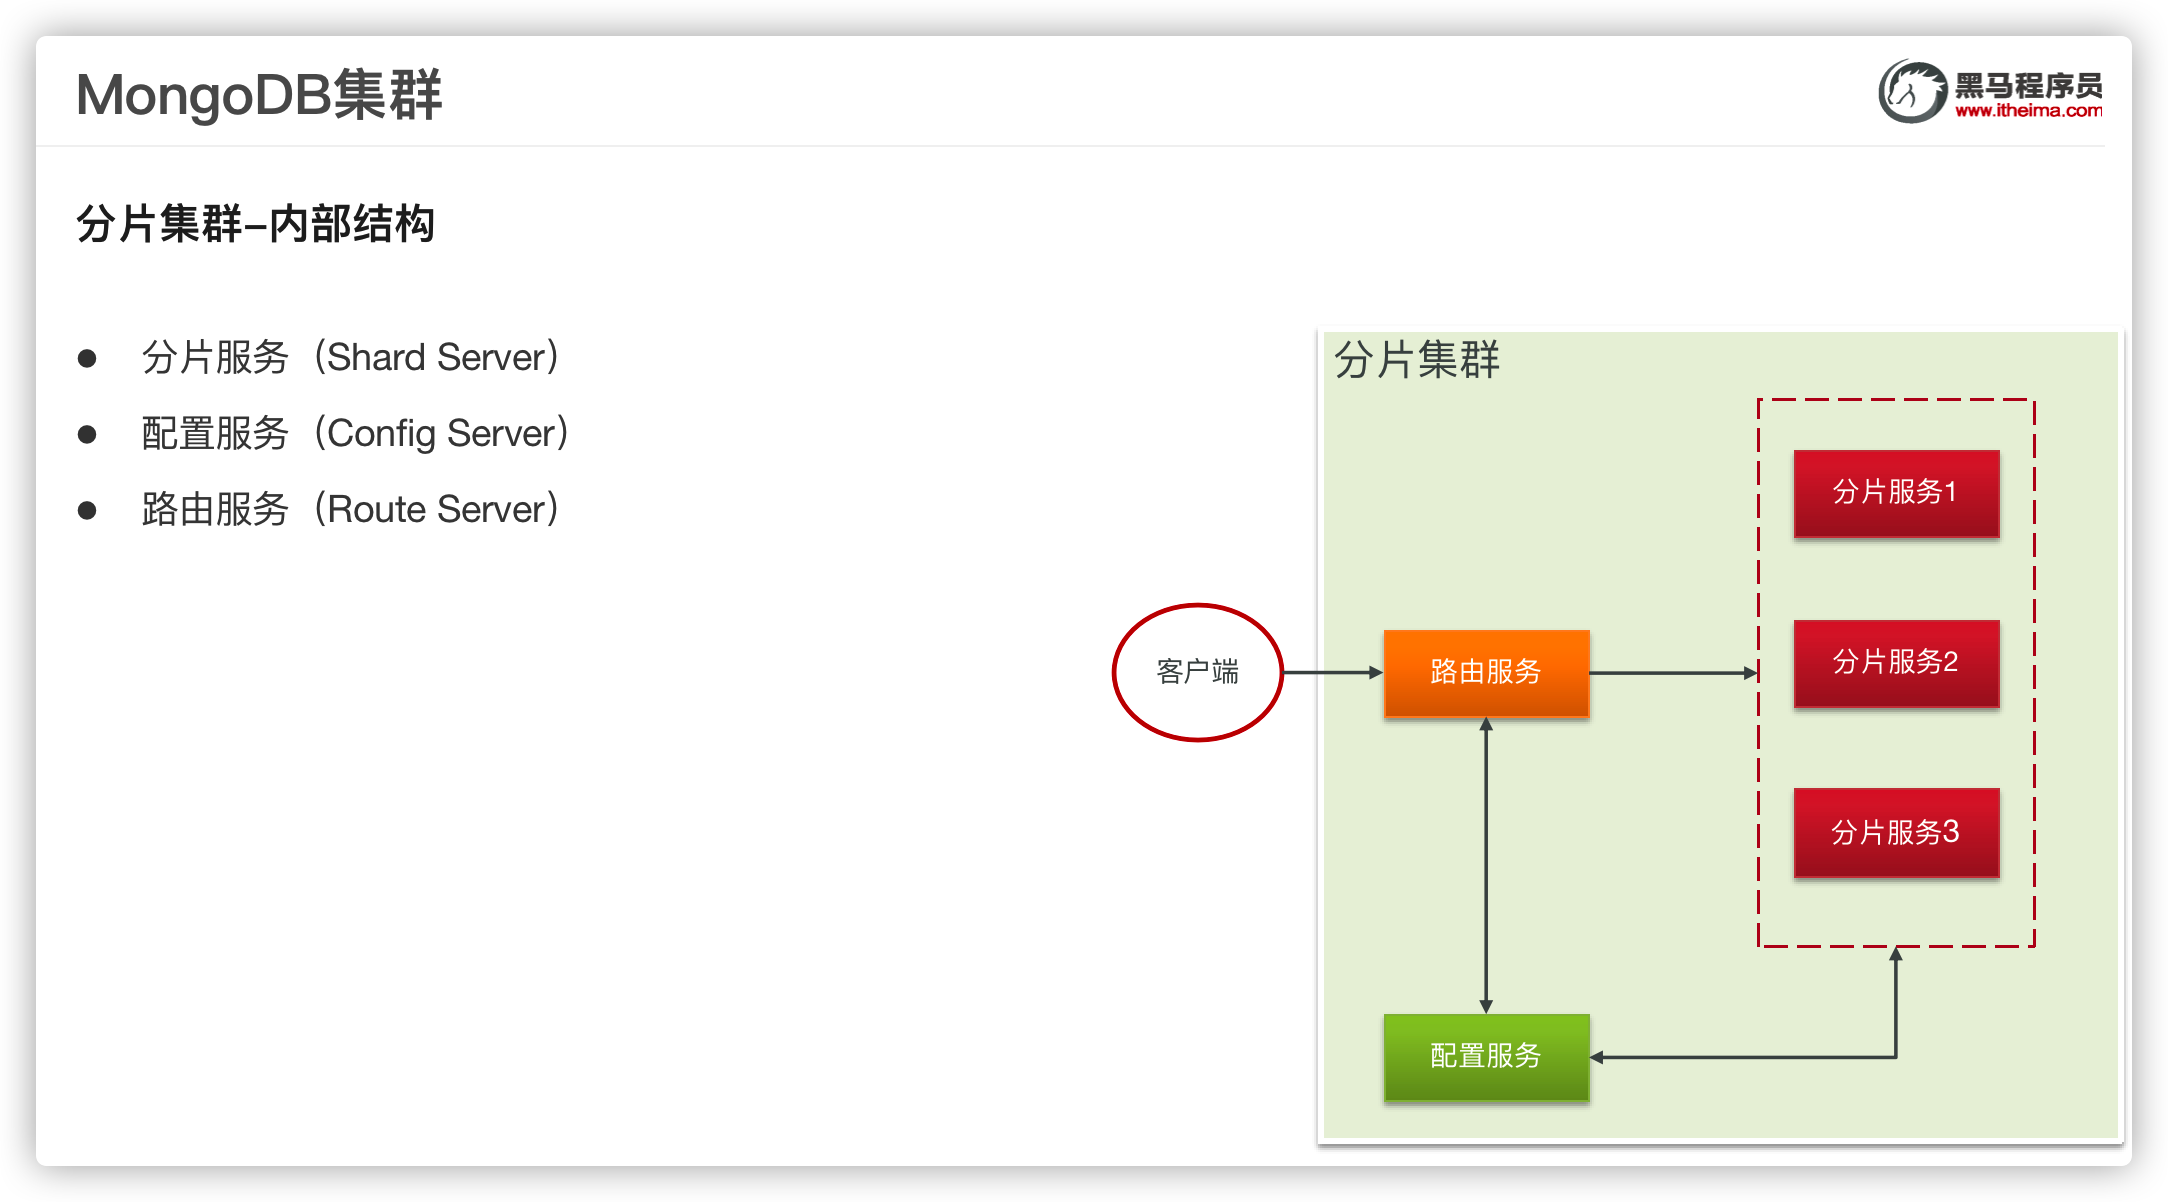 MongoDB集群
黑马程序员
www.itheima.com
分片集群–内部结构
● 分片服务（Shard Server）
● 配置服务（Config Server）
● 路由服务（Route Server）
分片集群
分片服务1
分片服务2
分片服务3
客户端
路由服务
配置服务